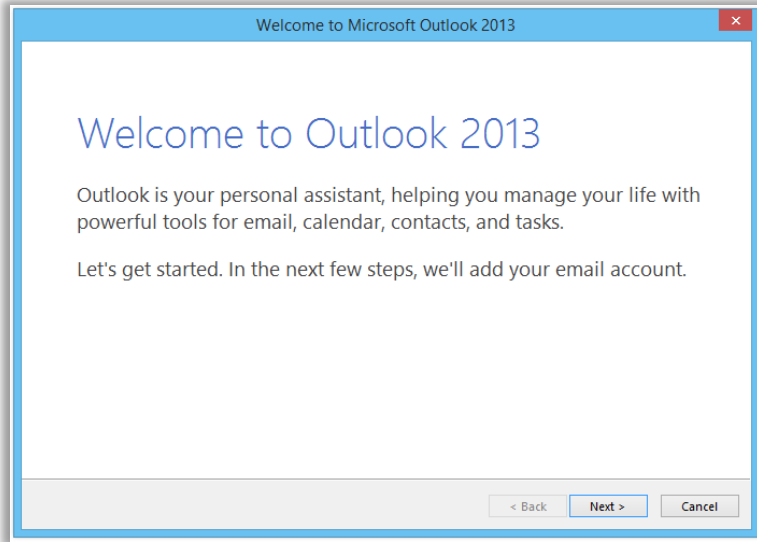 Welcome to Microsoft Outlook 2013
Welcome to Outlook 2013
Outlook is your personal assistant, helping you manage your life with
powerful tools for email, calendar, contacts, and tasks.
Let's get started. In the next few steps, we'll add your email account.
< Back Next > Cancel